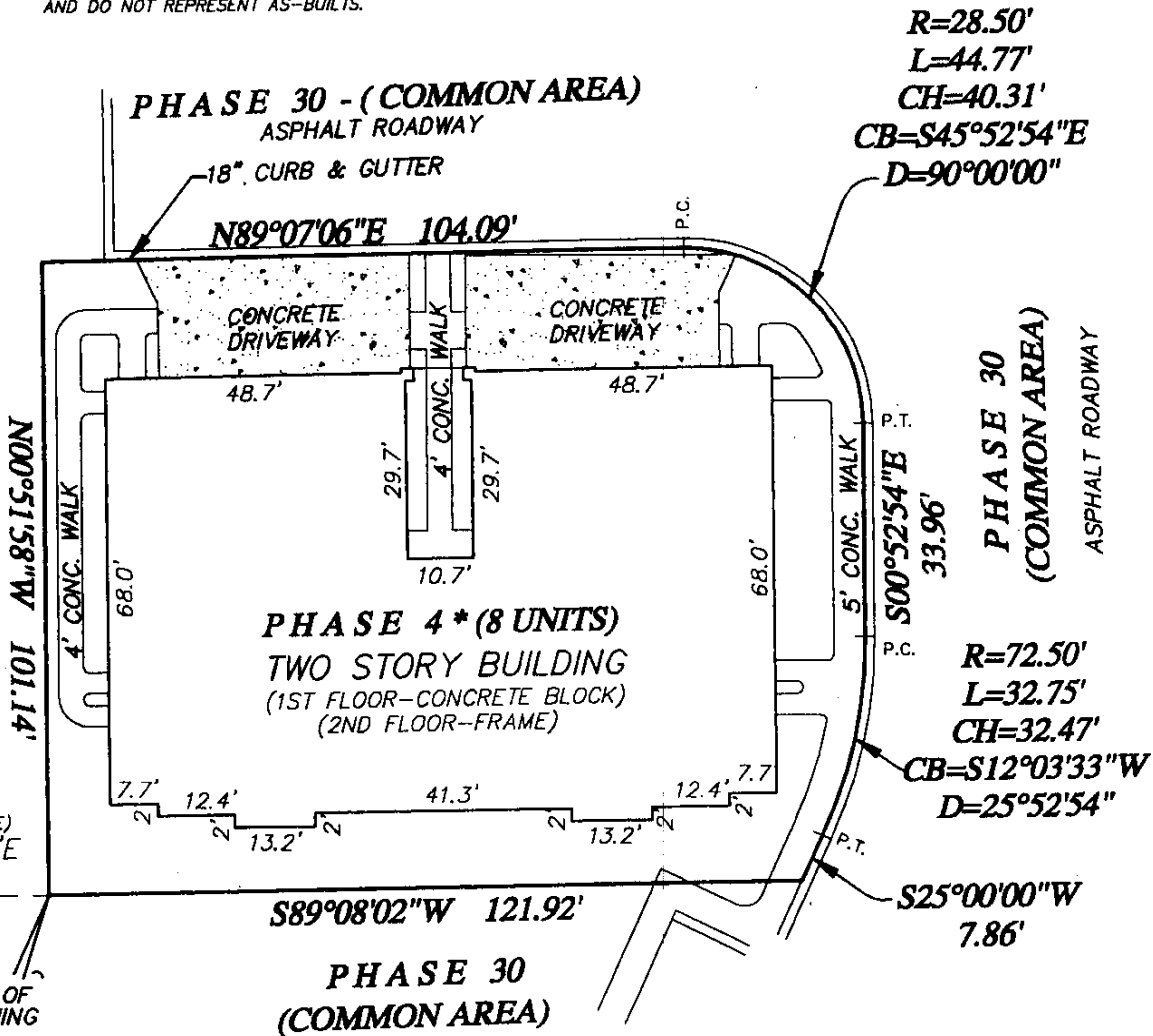 AND DO NOT REPRESENT AS-BUILTS.
R=28.50'
L=44.77'
CH=40.31'
CB=S45°52'54"E
D=90°00'00"
PHASE 30 - (COMMON AREA)
ASPHALT ROADWAY
18" CURB & GUTTER
N89°07'06"E 104.09'
P.C.
CONCRETE
DRIVEWAY
4' CONC. WALK
CONCRETE
DRIVEWAY
48.7'
48.7'
29.7'
29.7'
10.7'
P.T.
PHASE 30
(COMMON AREA)
ASPHALT ROADWAY
N00°51'58"W 101.14'
4' CONC. WALK
68.0'
68.0'
5' CONC. WALK
S00°52'54"E
33.96'
P.C.
PHASE 4 * (8 UNITS)
TWO STORY BUILDING
(1ST FLOOR-CONCRETE BLOCK)
(2ND FLOOR-FRAME)
R=72.50'
L=32.75'
CH=32.47'
CB=S12°03'33"W
D=25°52'54"
7.7'
2'
12.4'
2'
13.2'
2'
41.3'
2'
13.2'
2
12.4'
2'
7.7
P.T.
E)
E
S25°00'00"W
7.86'
S89°08'02"W 121.92'
PHASE 30
(COMMON AREA)
OF